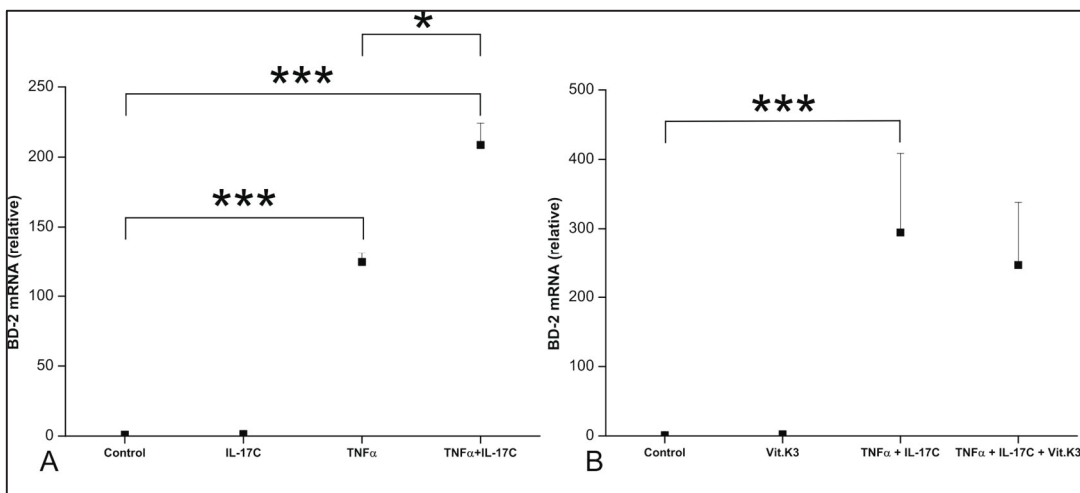 *
***
***
250
200
150
100
50
0
BD-2 mRNA (relative)
Control IL-17C TNFα TNFα+IL-17C
A
***
500
400
300
200
100
0
BD-2 mRNA (relative)
Control Vit.K3 TNFα + IL-17C TNFα + IL-17C + Vit.K3
B